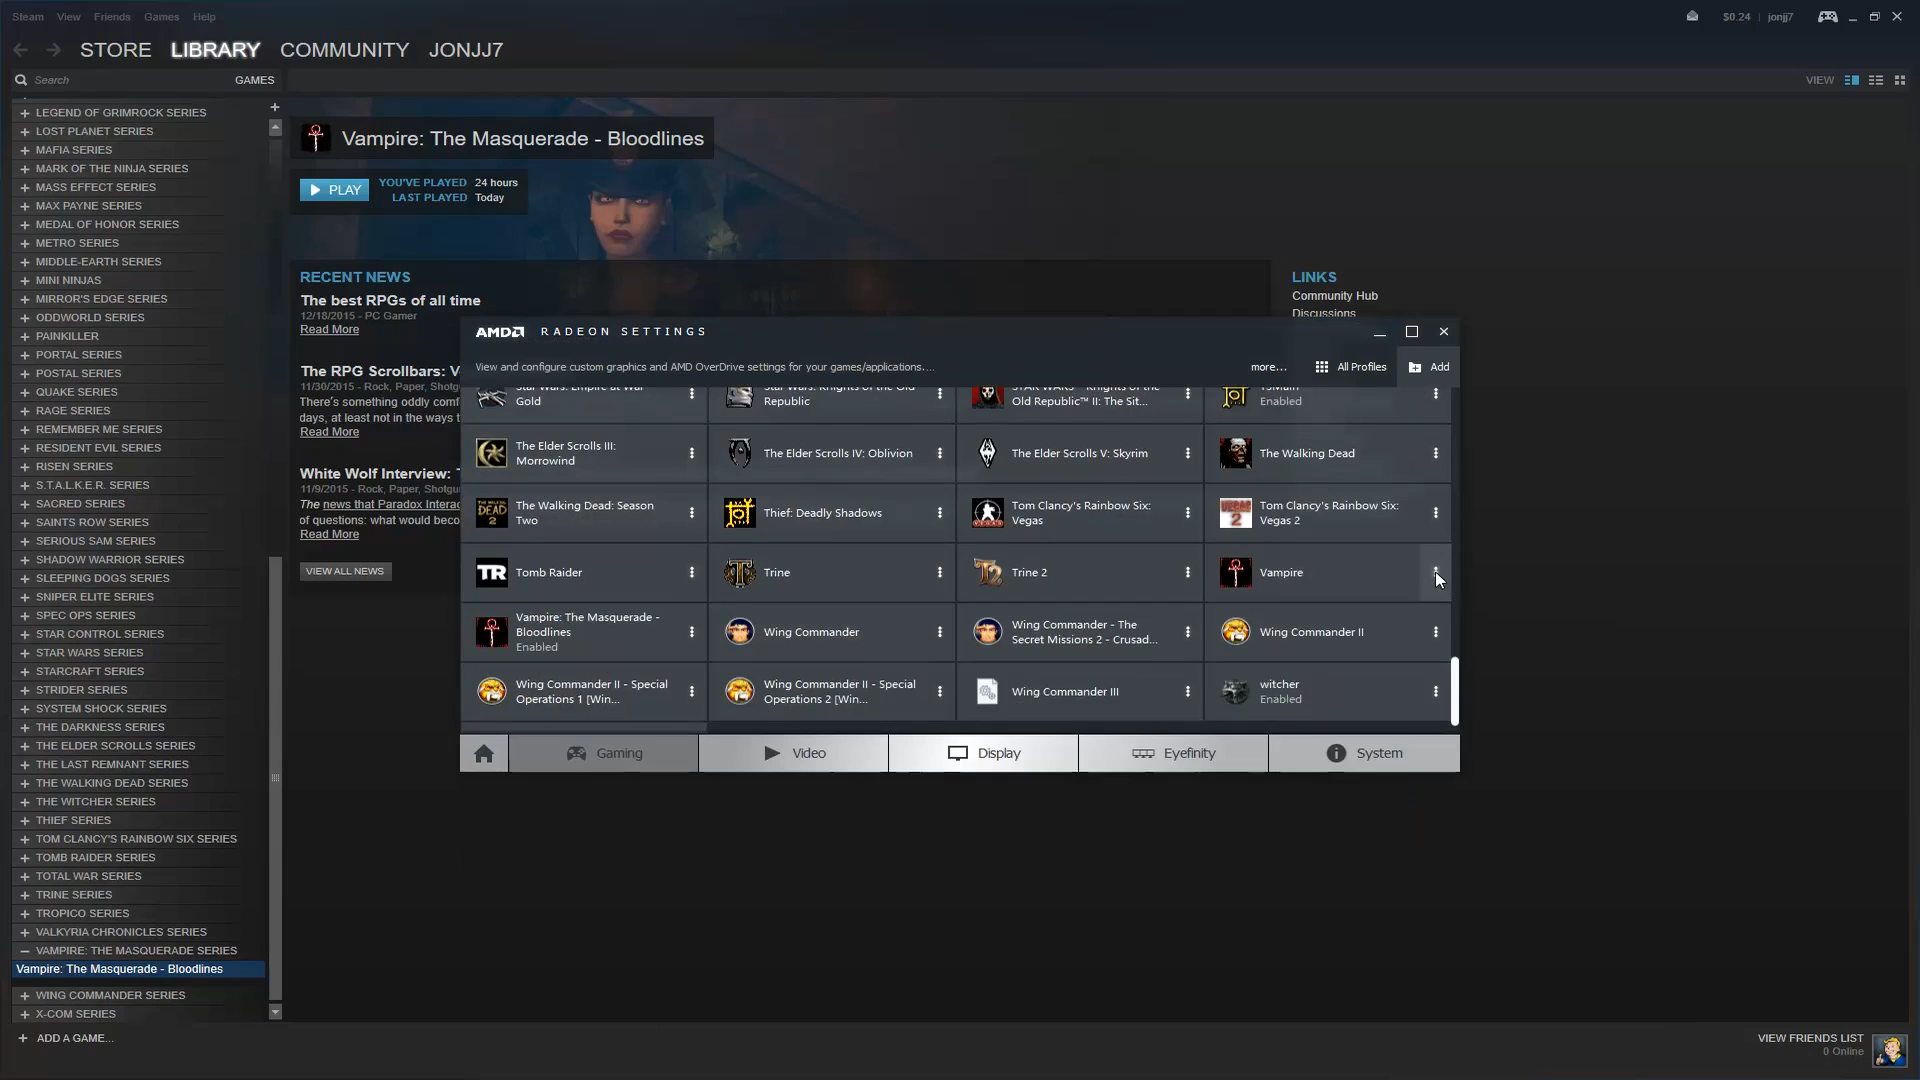 Steam View Friends Games Help
$0.24 | jonjj7
STORE LIBRARY COMMUNITY JONJJ7
Search GAMES
VIEW
LEGEND OF GRIMROCK SERIES
LOST PLANET SERIES
MAFIA SERIES
MARK OF THE NINJA SERIES
MASS EFFECT SERIES
MAX PAYNE SERIES
MEDAL OF HONOR SERIES
METRO SERIES
MIDDLE-EARTH SERIES
MINI NINJAS
MIRROR'S EDGE SERIES
ODDWORLD SERIES
PAINKILLER
PORTAL SERIES
POSTAL SERIES
QUAKE SERIES
RAGE SERIES
REMEMBER ME SERIES
RESIDENT EVIL SERIES
RISEN SERIES
S.T.A.L.K.E.R. SERIES
SACRED SERIES
SAINTS ROW SERIES
SERIOUS SAM SERIES
SHADOW WARRIOR SERIES
SLEEPING DOGS SERIES
SNIPER ELITE SERIES
SPEC OPS SERIES
STAR CONTROL SERIES
STAR WARS SERIES
STARCRAFT SERIES
STRIDER SERIES
SYSTEM SHOCK SERIES
THE DARKNESS SERIES
THE ELDER SCROLLS SERIES
THE LAST REMNANT SERIES
THE WALKING DEAD SERIES
THE WITCHER SERIES
THIEF SERIES
TOM CLANCY'S RAINBOW SIX SERIES
TOMB RAIDER SERIES
TOTAL WAR SERIES
TRINE SERIES
TROPICO SERIES
VALKYRIA CHRONICLES SERIES
VAMPIRE: THE MASQUERADE SERIES
Vampire: The Masquerade - Bloodlines
WING COMMANDER SERIES
X-COM SERIES
ADD A GAME...
Vampire: The Masquerade - Bloodlines
PLAY
YOU'VE PLAYED 24 hours
LAST PLAYED Today
RECENT NEWS
The best RPGs of all time
12/18/2015 - PC Gamer
Read More
The RPG Scrollbars: V
11/30/2015 - Rock, Paper, Shotgu
There's something oddly comf
days, at least not in the ways t
Read More
White Wolf Interview:
11/9/2015 - Rock, Paper, Shotgu
The news that Paradox Interac
of questions: what would beco
Read More
VIEW ALL NEWS
LINKS
Community Hub
Discussions
AMD RADEON SETTINGS
View and configure custom graphics and AMD OverDrive settings for your games/applications....
more... All Profiles Add
Star Wars: Empire at War
Gold
Star Wars: Knights of the Old
Republic
STAR WARS™ Knights of the
Old Republic™ II: The Sit...
T3Main
Enabled
The Elder Scrolls III:
Morrowind
The Elder Scrolls IV: Oblivion
The Elder Scrolls V: Skyrim
The Walking Dead
THE WALKING
DEAD
2
The Walking Dead: Season
Two
Thief: Deadly Shadows
VEGAS
Tom Clancy's Rainbow Six:
Vegas
VEGAS
2
Tom Clancy's Rainbow Six:
Vegas 2
TR
Tomb Raider
Trine
Trine 2
Vampire
Vampire: The Masquerade -
Bloodlines
Enabled
Wing Commander
Wing Commander - The
Secret Missions 2 - Crusad...
Wing Commander II
Wing Commander II - Special
Operations 1 [Win...
Wing Commander II - Special
Operations 2 [Win...
Wing Commander III
witcher
Enabled
Gaming Video Display Eyefinity System
VIEW FRIENDS LIST
0 Online